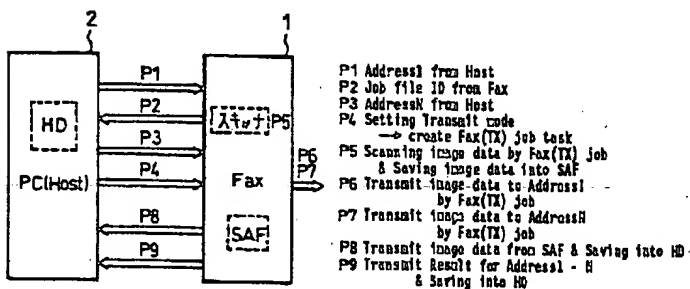 2
1
P1
P2
P3
P4
P8
P9
HD
PC(Host)
スキャナ
P5
Fax
SAF
P6
P7
P1 Address1 from Host
P2 Job file ID from Fax
P3 AddressN from Host
P4 Setting Transmit mode
→ create Fax(TX) job task
P5 Scanning image data by Fax(TX) job
& Saving image data into SAF
P6 Transmit image data to Address1
by Fax(TX) job
P7 Transmit image data to AddressN
by Fax(TX) job
P8 Transmit image data from SAF & Saving into HD
P9 Transmit Result for Address1 - N
& Saving into HD